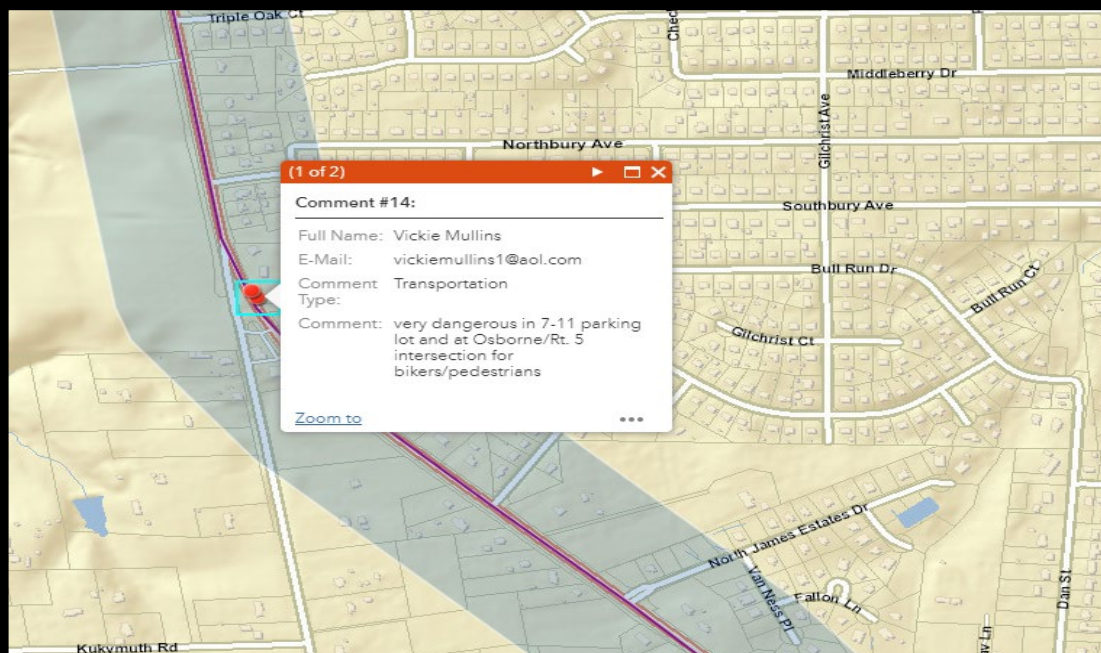 Triple Oak Ct
Middleberry Dr
Northbury Ave
Gilchrist Ave
Southbury Ave
(1 of 2)
Comment #14:
Full Name: Vickie Mullins
E-Mail: vickiemullins1@aol.com
Comment Type: Transportation
Comment: very dangerous in 7-11 parking
lot and at Osborne/Rt. 5
intersection for
bikers/pedestrians
Zoom to
Bull Run Dr
Bull Run Ct
Gilchrist Ct
North James Estates Dr
Van Ness Pl
Fallon Ln
Dan St
Kukymuth Rd